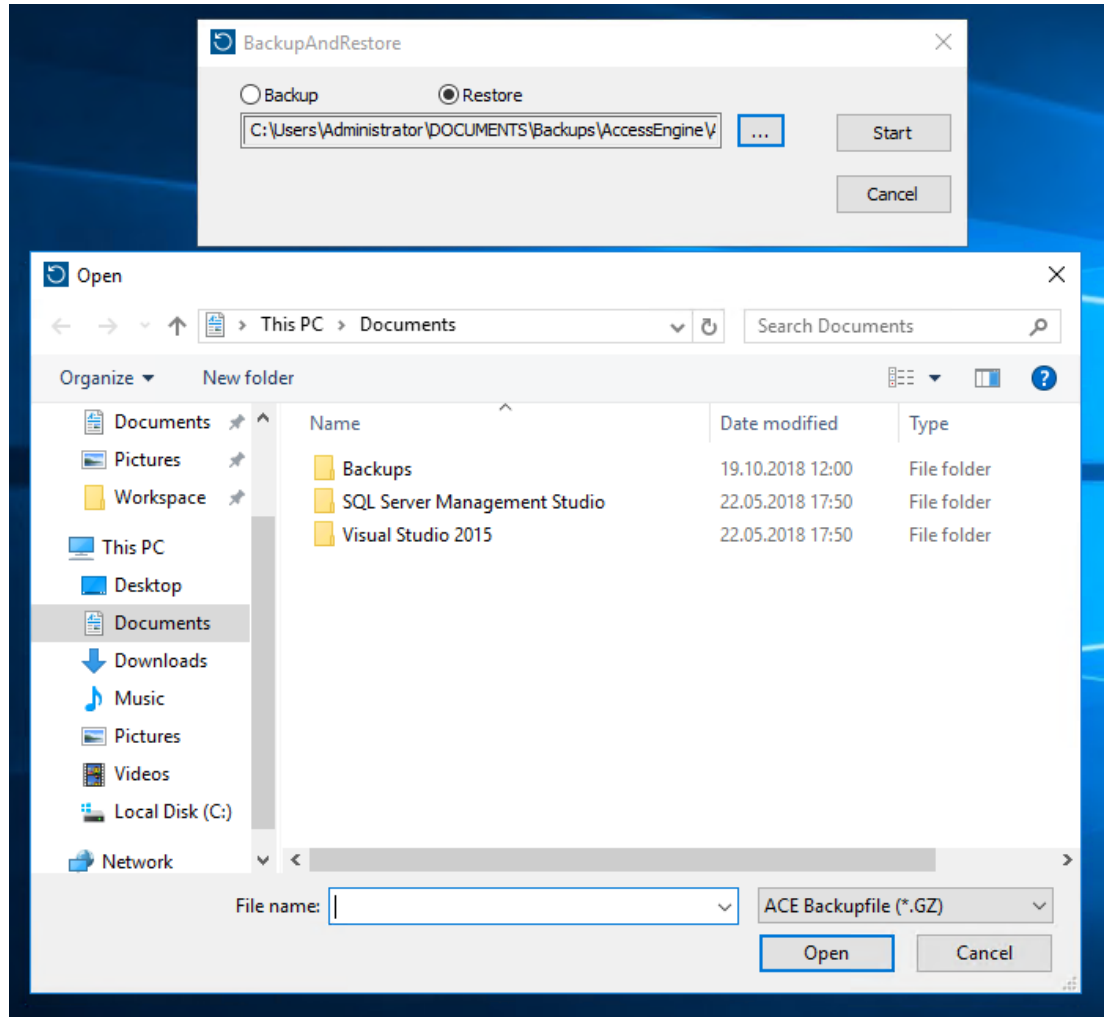 BackupAndRestore
Backup Restore
C:\Users\Administrator\DOCUMENTS\Backups\AccessEngine\ ... Start
Cancel
Open
This PC > Documents Search Documents
Organize New folder
Name Date modified Type
Documents
Pictures
Workspace
This PC
Desktop
Documents
Downloads
Music
Pictures
Videos
Local Disk (C:)
Network
Backups 19.10.2018 12:00 File folder
SQL Server Management Studio 22.05.2018 17:50 File folder
Visual Studio 2015 22.05.2018 17:50 File folder
File name: ACE Backupfile (*.GZ)
Open Cancel